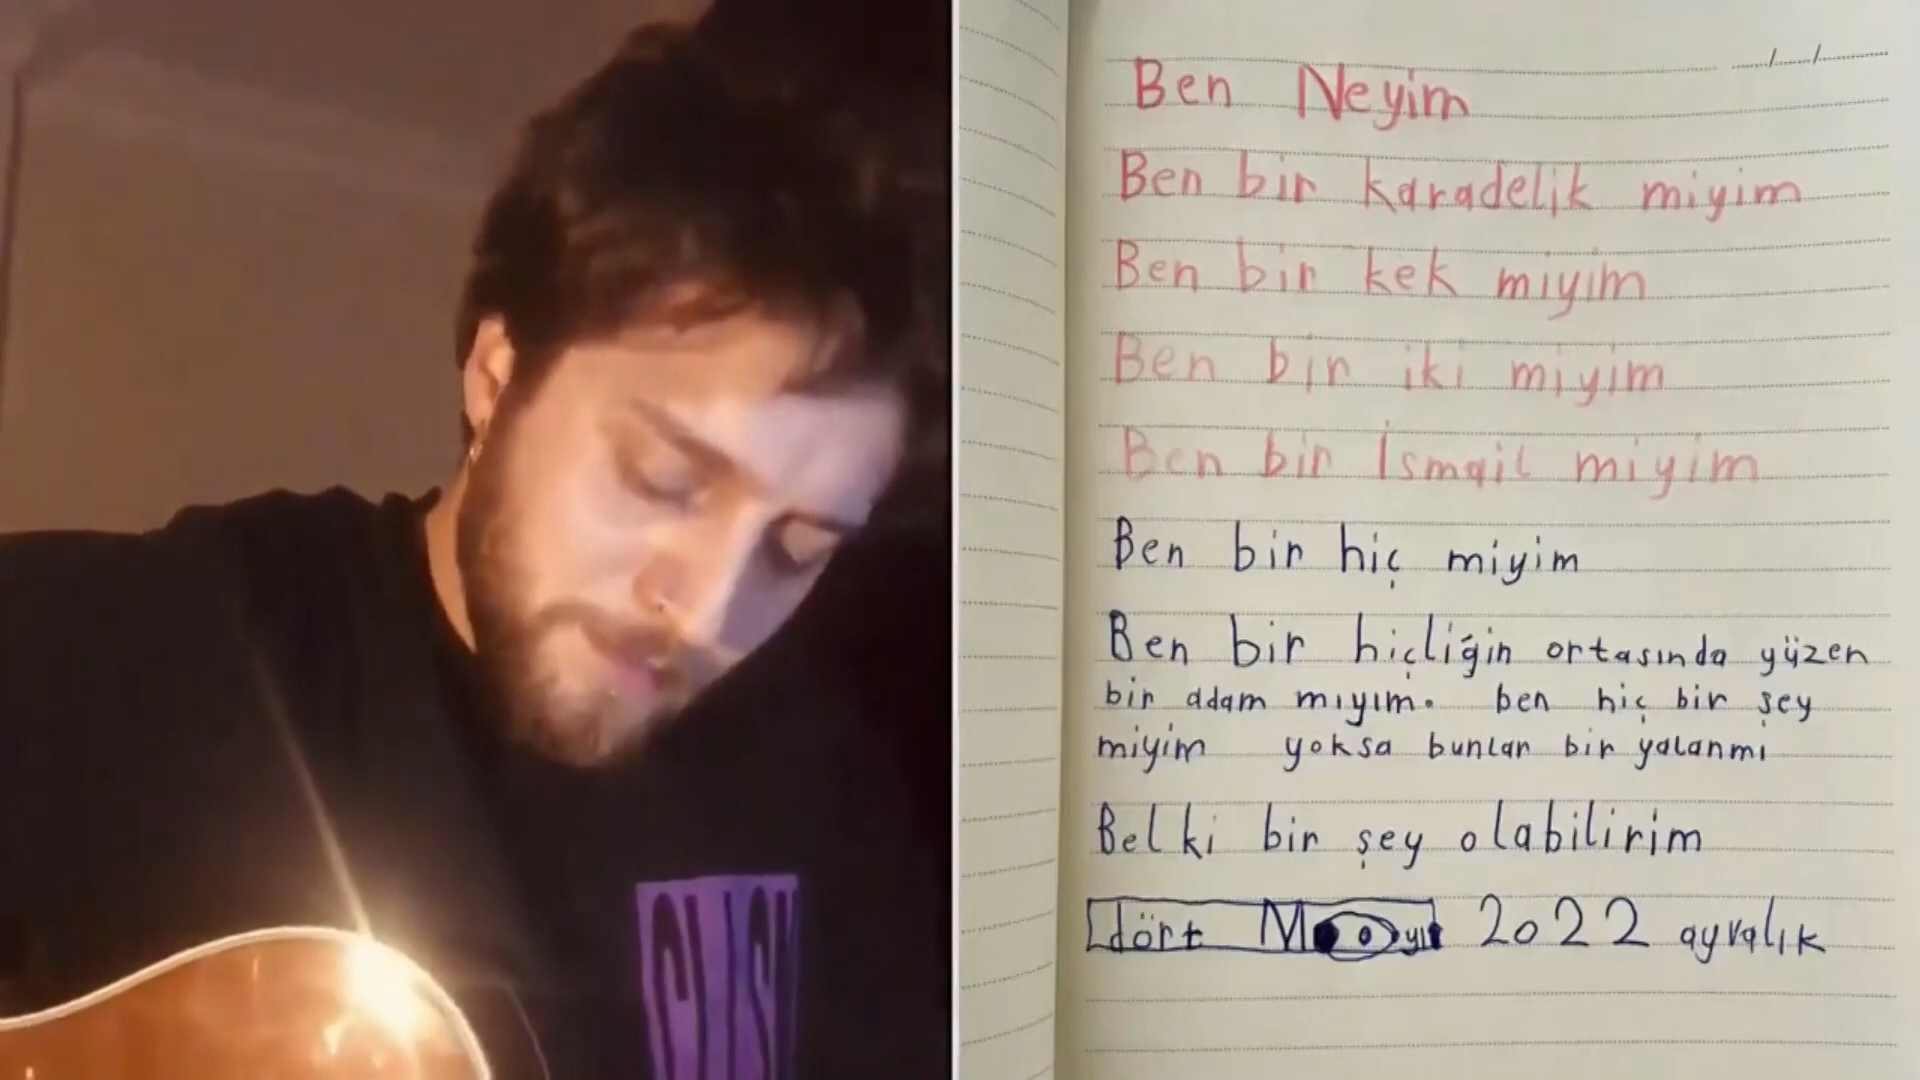 Ben Neyim
Ben bir karadelik miyim
Ben bir kek miyim
Ben bir iki miyim
Ben bir İsmail miyim
Ben bir hiç miyim
Ben bir hiçliğin ortasında yüzen
bir adam mıyım. ben hiç bir şey
miyim yoksa bunlar bir yalanmı
Belki bir şey olabilirim
dört 2022 ayvalık